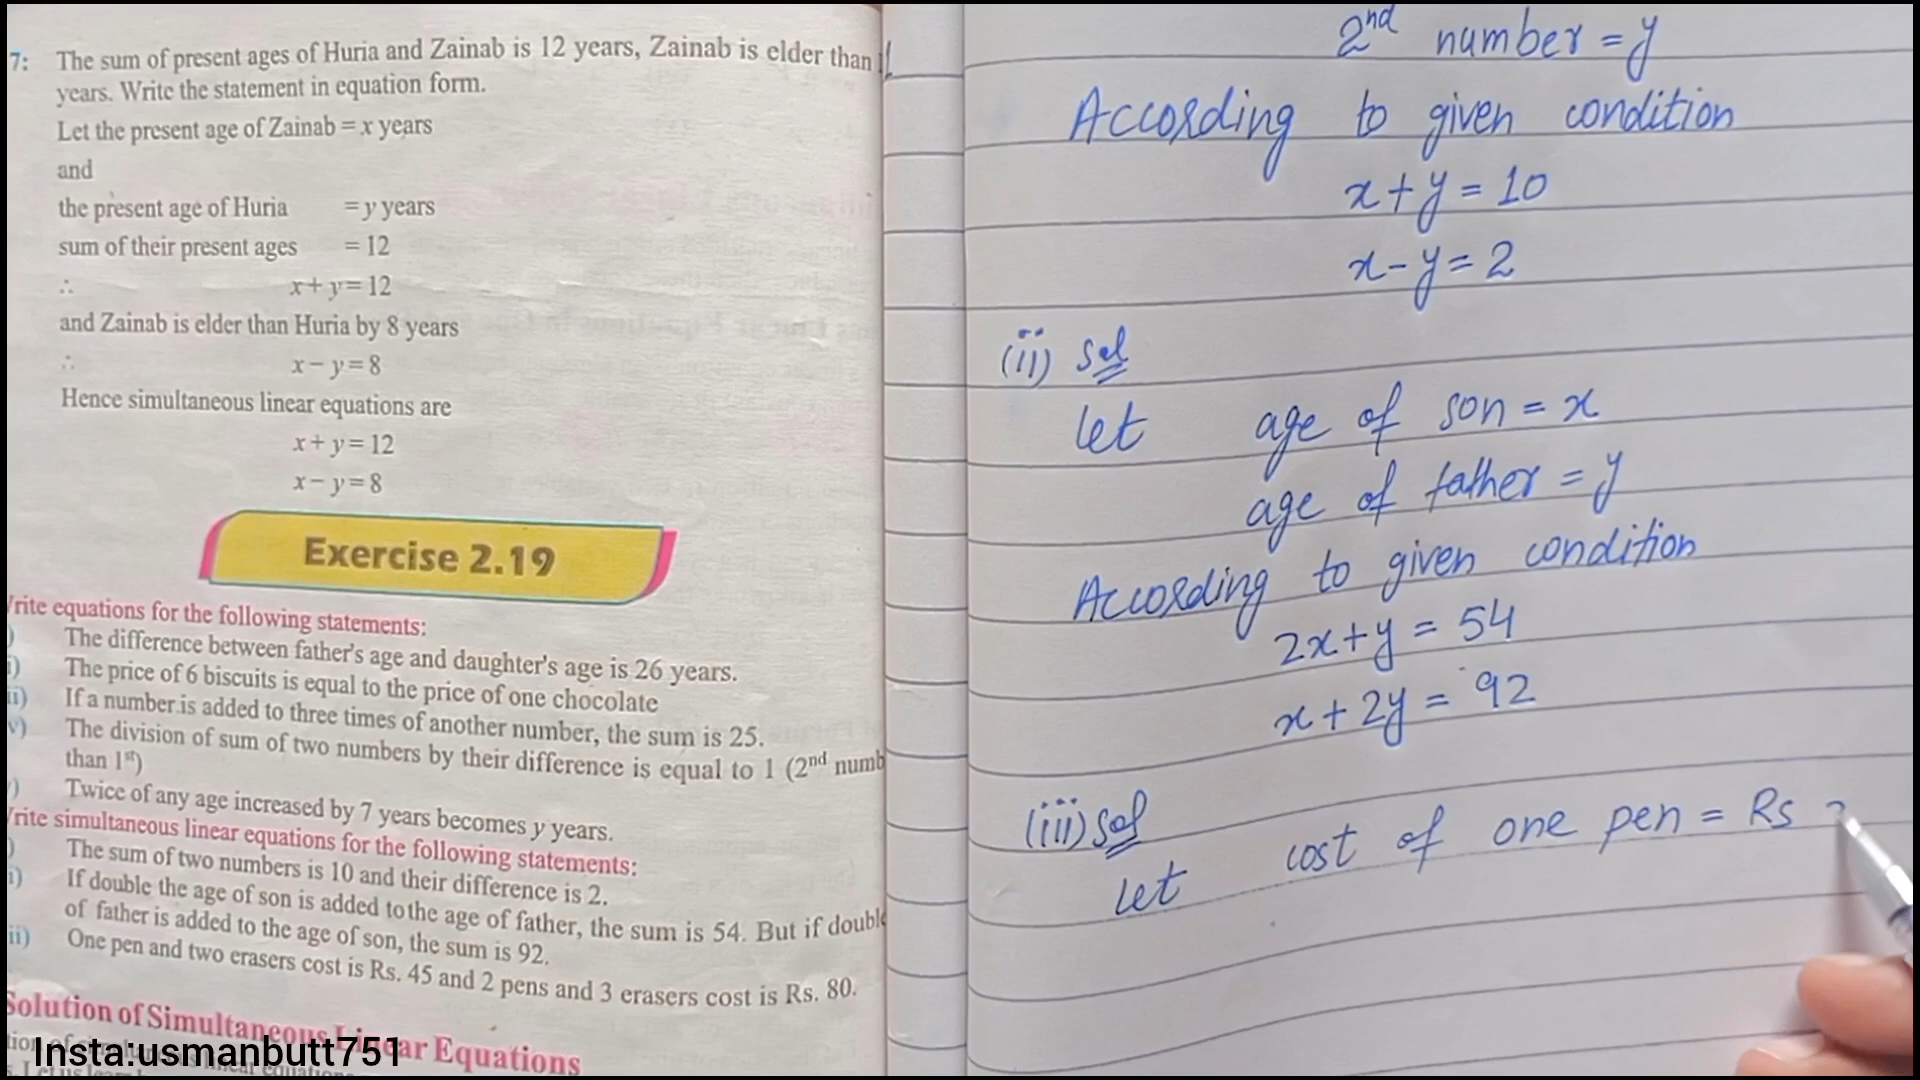 7: The sum of present ages of Huria and Zainab is 12 years, Zainab is elder than
years. Write the statement in equation form.
Let the present age of Zainab = x years
and
the present age of Huria = y years
sum of their present ages = 12
∴ x + y = 12
and Zainab is elder than Huria by 8 years
∴ x − y = 8
Hence simultaneous linear equations are
x + y = 12
x − y = 8
Exercise 2.19
rite equations for the following statements:
) The difference between father's age and daughter's age is 26 years.
i) The price of 6 biscuits is equal to the price of one chocolate
ii) If a number is added to three times of another number, the sum is 25.
v) The division of sum of two numbers by their difference is equal to 1 (2nd numb
than 1st)
) Twice of any age increased by 7 years becomes y years.
rite simultaneous linear equations for the following statements:
) The sum of two numbers is 10 and their difference is 2.
i) If double the age of son is added to the age of father, the sum is 54. But if double
of father is added to the age of son, the sum is 92.
ii) One pen and two erasers cost is Rs. 45 and 2 pens and 3 erasers cost is Rs. 80.
Solution of Simultaneous Linear Equations
Insta:usmanbutt751
2nd number = y
According to given condition
x + y = 10
x - y = 2
(ii) Sol
let age of son = x
age of father = y
According to given condition
2x + y = 54
x + 2y = 92
(iii) Sol
let cost of one pen = Rs